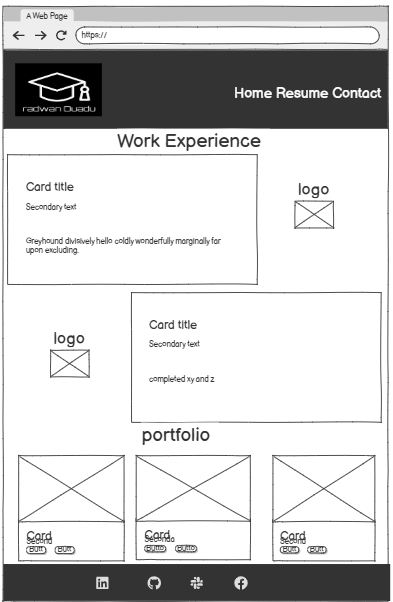 A Web Page
https://
radwan Duadu
Home Resume Contact
Work Experience
Card title
Secondary text
Greyhound divisively hello coldly wonderfully marginally far
upon excluding.
logo
logo
Card title
Secondary text
completed xy and z
portfolio
Card
Second
Butt Butt
Card
Seconda
Butto Butto
Card
Second
Butt Butt